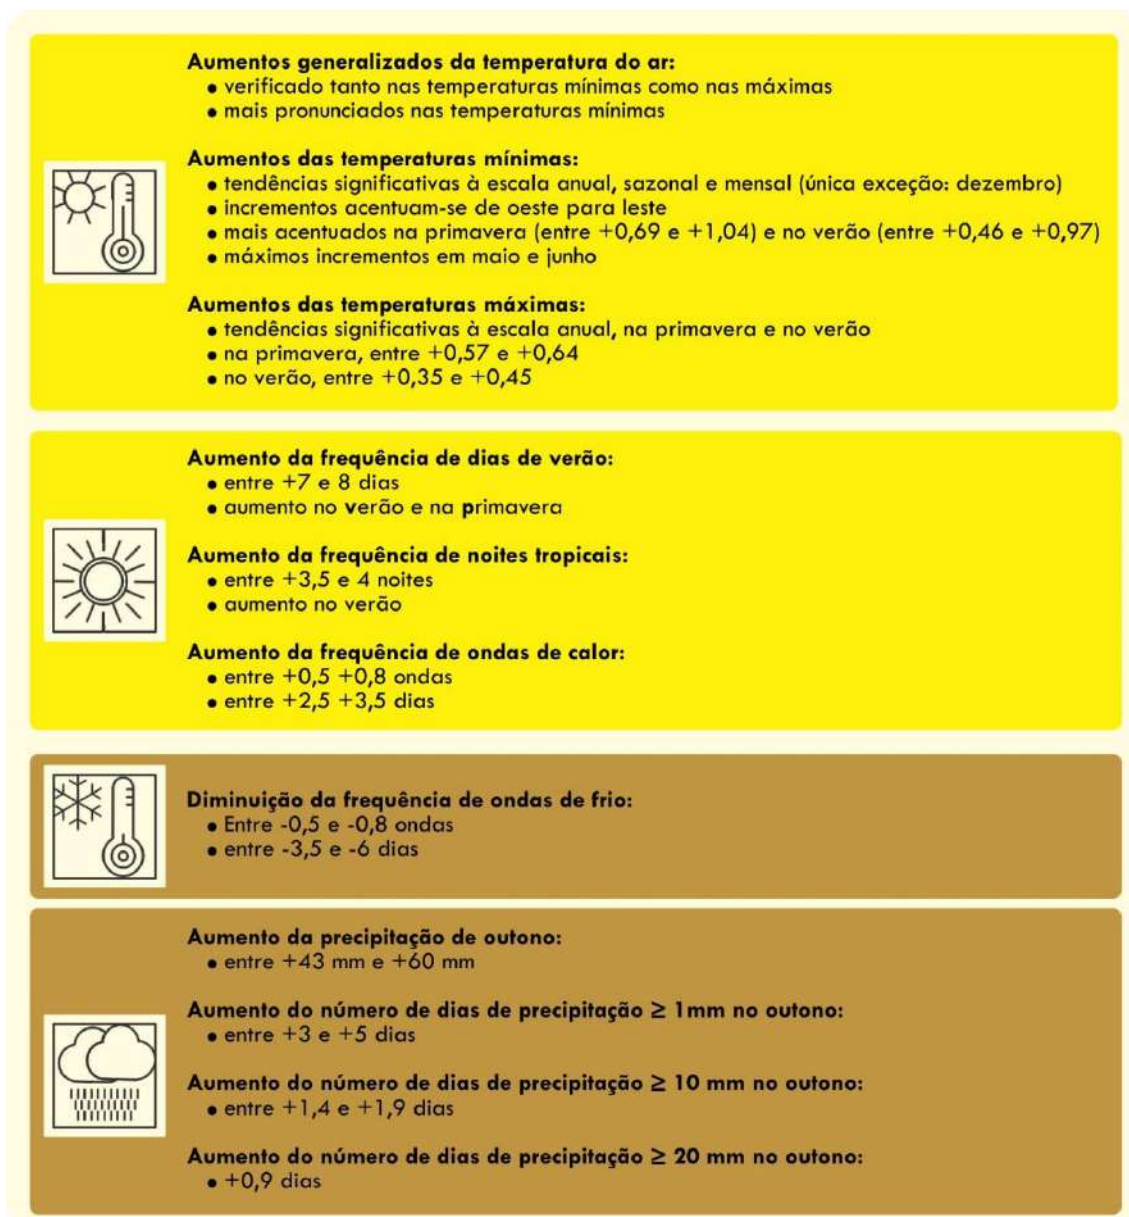 Aumentos generalizados da temperatura do ar:
• verificado tanto nas temperaturas mínimas como nas máximas
• mais pronunciados nas temperaturas mínimas
Aumentos das temperaturas mínimas:
• tendências significativas à escala anual, sazonal e mensal (única exceção: dezembro)
• incrementos acentuam-se de oeste para leste
• mais acentuados na primavera (entre +0,69 e +1,04) e no verão (entre +0,46 e +0,97)
• máximos incrementos em maio e junho
Aumentos das temperaturas máximas:
• tendências significativas à escala anual, na primavera e no verão
• na primavera, entre +0,57 e +0,64
• no verão, entre +0,35 e +0,45
Aumento da frequência de dias de verão:
• entre +7 e 8 dias
• aumento no verão e na primavera
Aumento da frequência de noites tropicais:
• entre +3,5 e 4 noites
• aumento no verão
Aumento da frequência de ondas de calor:
• entre +0,5 +0,8 ondas
• entre +2,5 +3,5 dias
Diminuição da frequência de ondas de frio:
• Entre -0,5 e -0,8 ondas
• entre -3,5 e -6 dias
Aumento da precipitação de outono:
• entre +43 mm e +60 mm
Aumento do número de dias de precipitação ≥ 1mm no outono:
• entre +3 e +5 dias
Aumento do número de dias de precipitação ≥ 10 mm no outono:
• entre +1,4 e +1,9 dias
Aumento do número de dias de precipitação ≥ 20 mm no outono:
• +0,9 dias